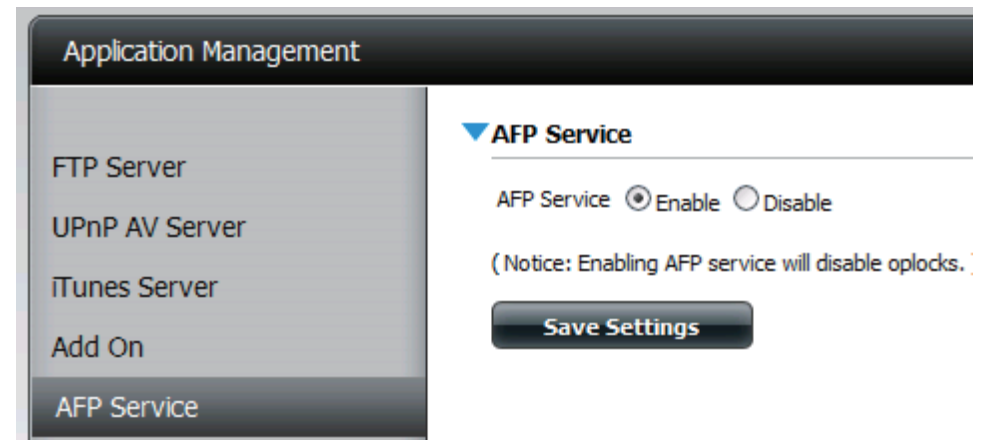 Application Management
FTP Server
UPnP AV Server
iTunes Server
Add On
AFP Service
AFP Service
AFP Service Enable Disable
( Notice: Enabling AFP service will disable oplocks. )
Save Settings